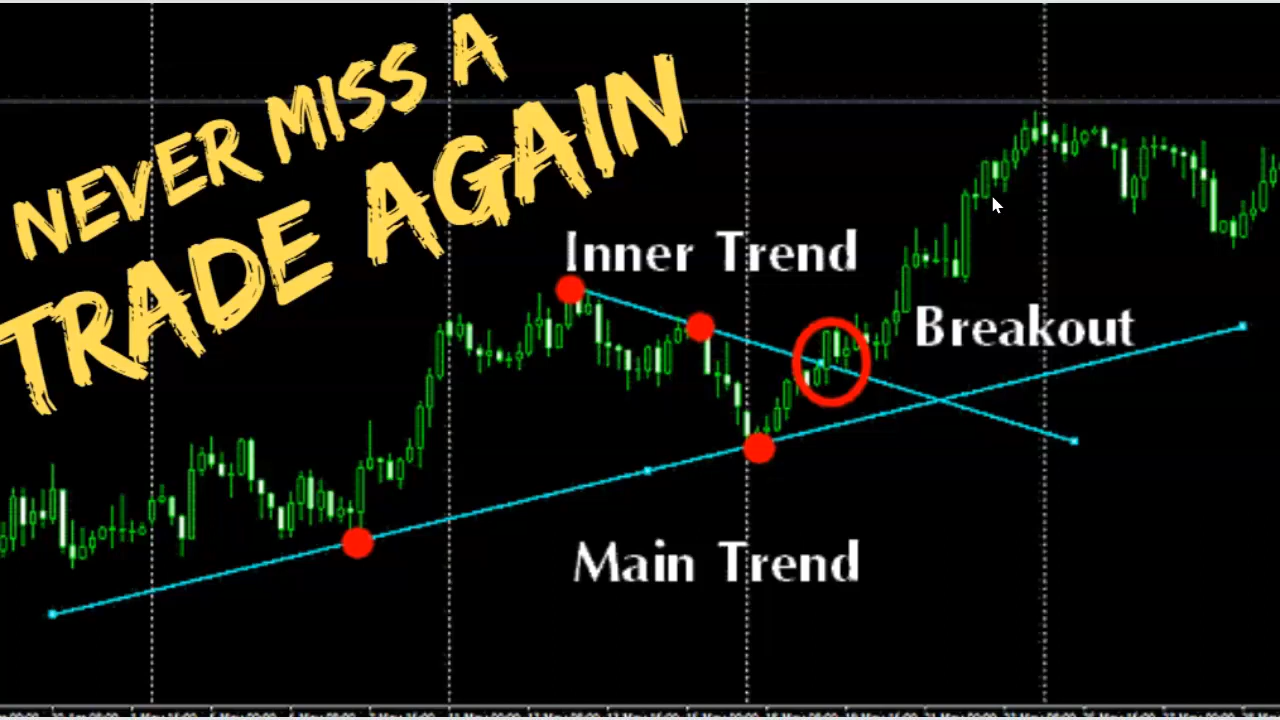 NEVER MISS A
TRADE AGAIN
Inner Trend
Breakout
Main Trend